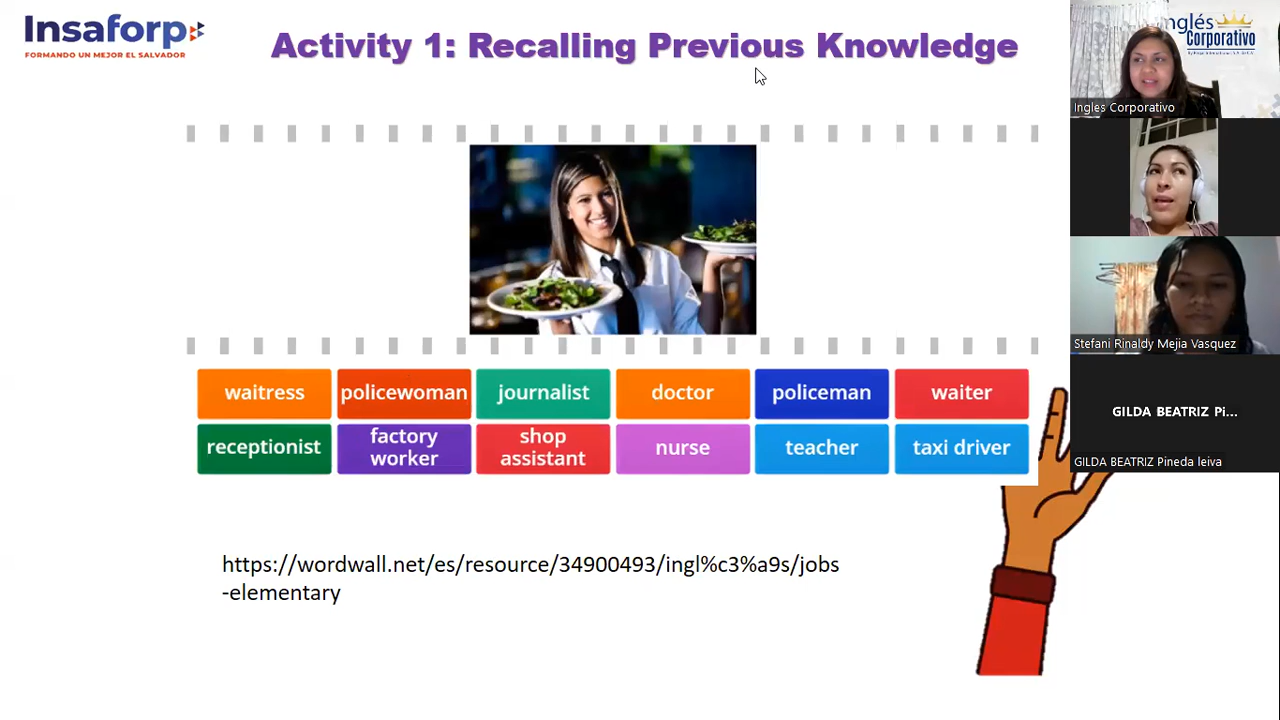 Insaforp
FORMANDO UN MEJOR EL SALVADOR
Activity 1: Recalling Previous Knowledge
waitress
policewoman
journalist
doctor
policeman
waiter
receptionist
factory
worker
shop
assistant
nurse
teacher
taxi driver
https://wordwall.net/es/resource/34900493/ingl%c3%a9s/jobs
-elementary
Inglés
Corporativo
Ingles Corporativo
Stefani Rinaldy Mejia Vasquez
GILDA BEATRIZ Pi...
GILDA BEATRIZ Pineda leiva